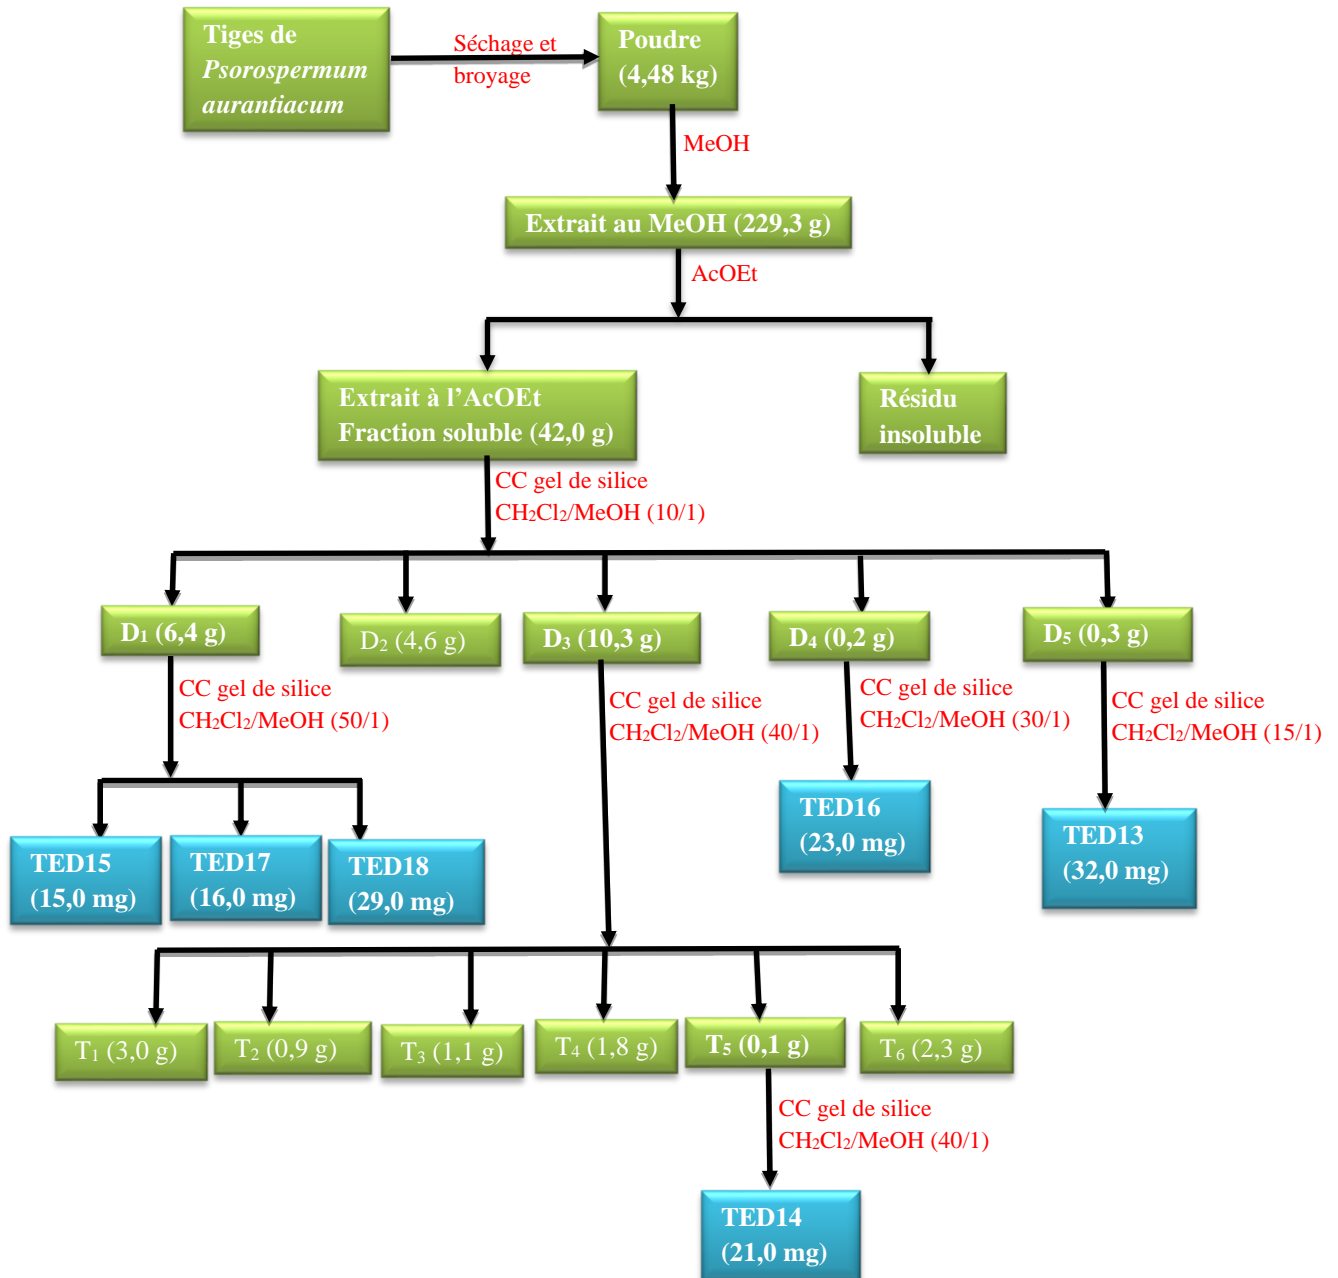 Tiges de
Psorospermum
aurantiacum
Séchage et
broyage
Poudre
(4,48 kg)
MeOH
Extrait au MeOH (229,3 g)
AcOEt
Extrait à l’AcOEt
Fraction soluble (42,0 g)
Résidu
insoluble
CC gel de silice
CH₂Cl₂/MeOH (10/1)
D₁ (6,4 g)
D₂ (4,6 g)
D₃ (10,3 g)
D₄ (0,2 g)
D₅ (0,3 g)
CC gel de silice
CH₂Cl₂/MeOH (50/1)
CC gel de silice
CH₂Cl₂/MeOH (40/1)
CC gel de silice
CH₂Cl₂/MeOH (30/1)
CC gel de silice
CH₂Cl₂/MeOH (15/1)
TED15
(15,0 mg)
TED17
(16,0 mg)
TED18
(29,0 mg)
TED16
(23,0 mg)
TED13
(32,0 mg)
T₁ (3,0 g)
T₂ (0,9 g)
T₃ (1,1 g)
T₄ (1,8 g)
T₅ (0,1 g)
T₆ (2,3 g)
CC gel de silice
CH₂Cl₂/MeOH (40/1)
TED14
(21,0 mg)